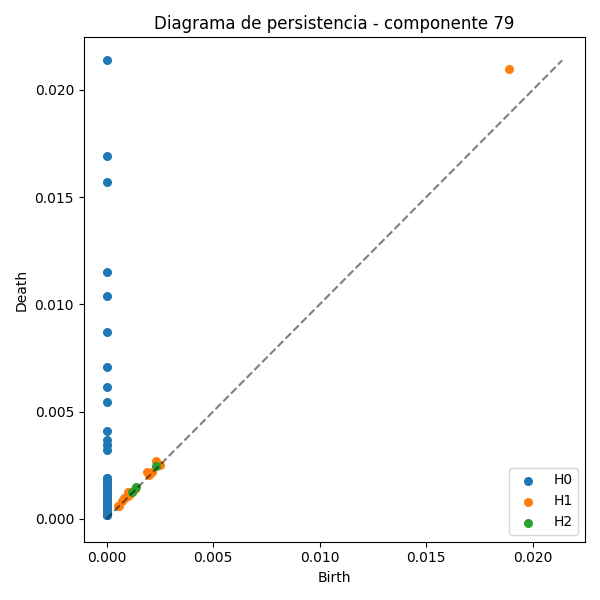 Diagrama de persistencia - componente 79
Death
0.020
0.015
0.010
0.005
0.000
0.000 0.005 0.010 0.015 0.020
Birth
H0
H1
H2